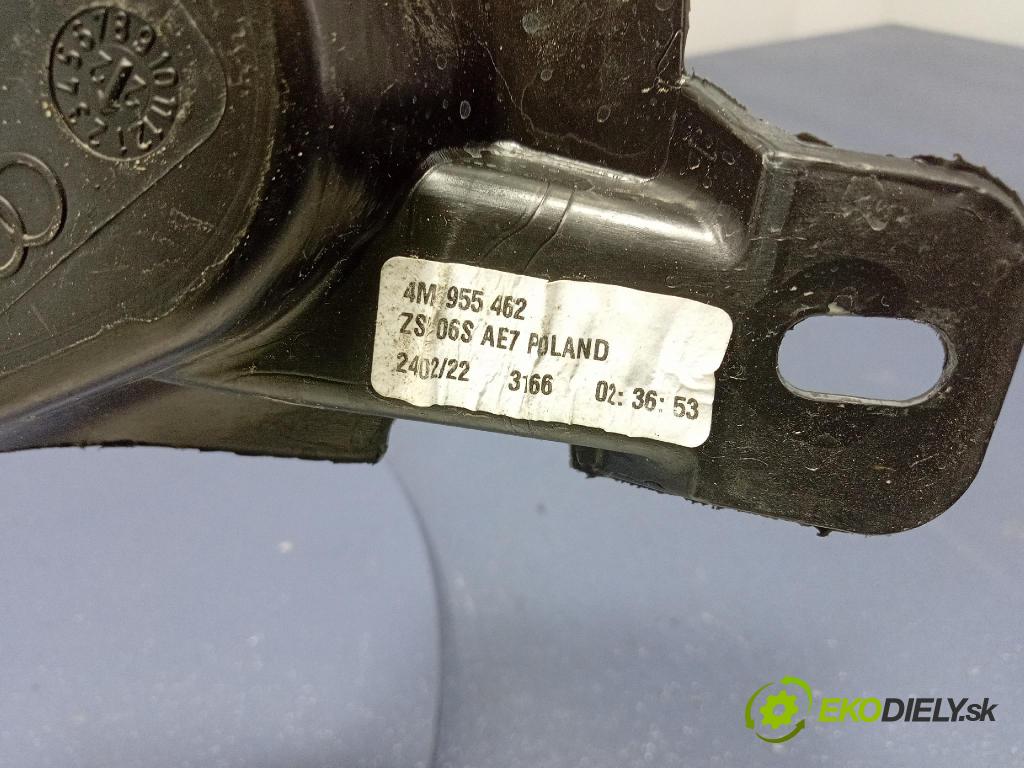 4M 955 462
ZS 06S AE7 POLAND
2402/22 3166 02: 36: 53
EKODIELY.sk